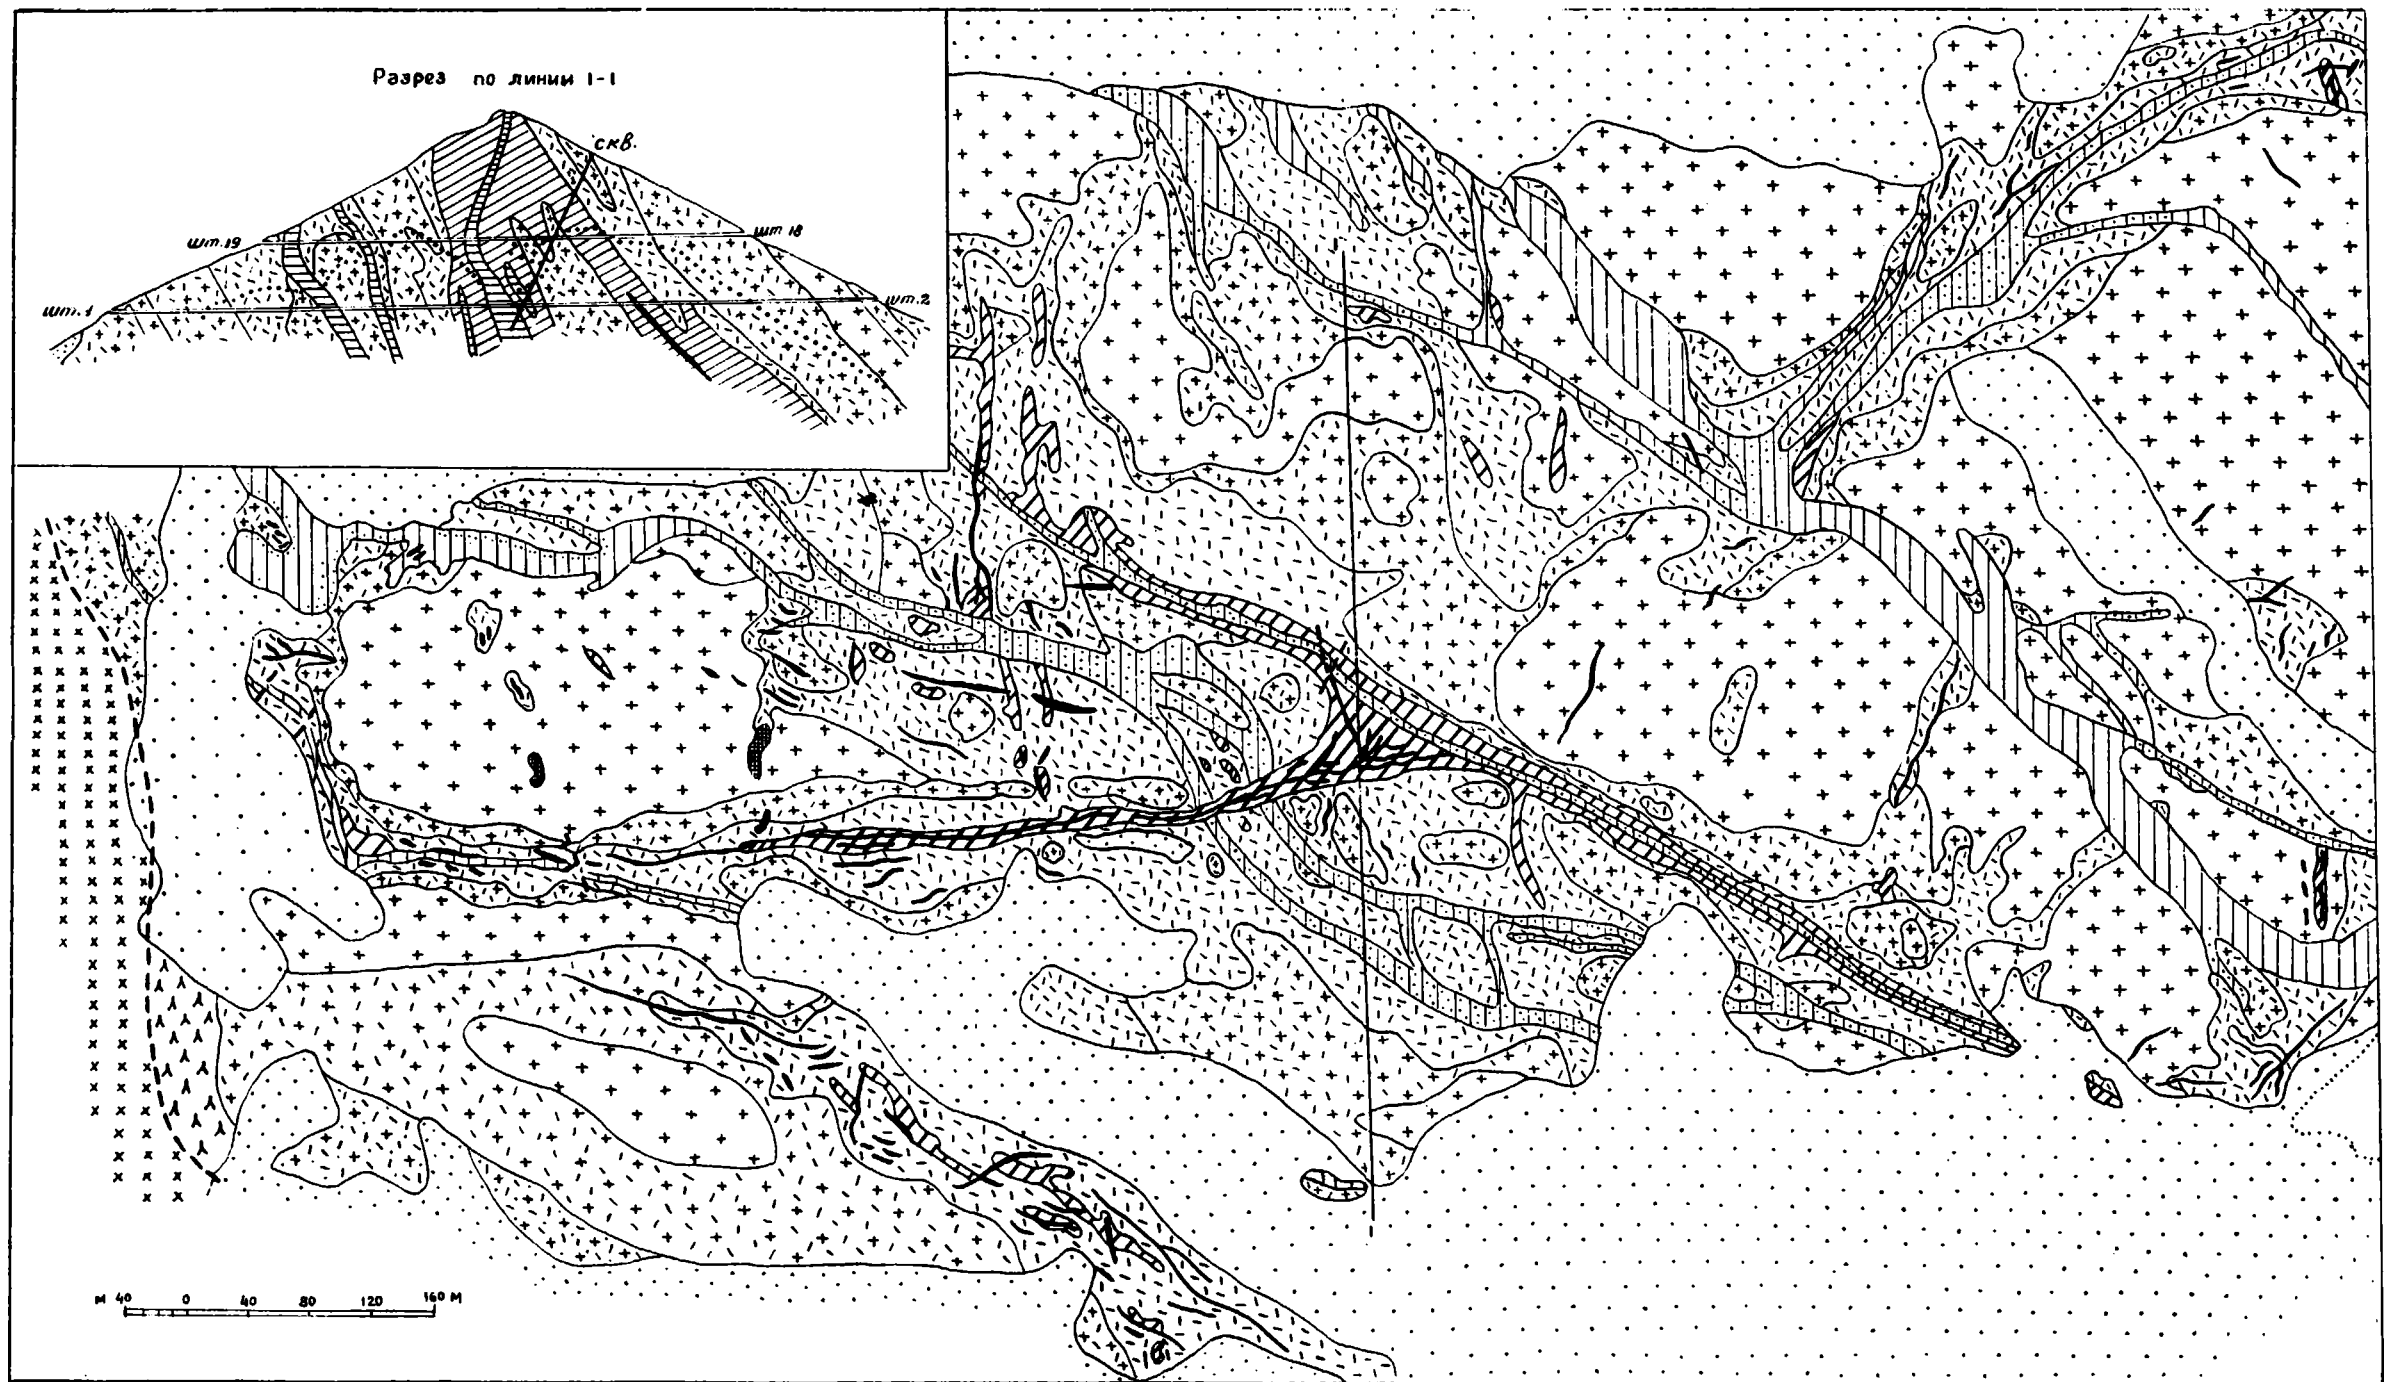 Разрез по линии I-I
скв.
шт.19
шт 18
шт.1
шт.2
м 40 0 40 80 120 160 м